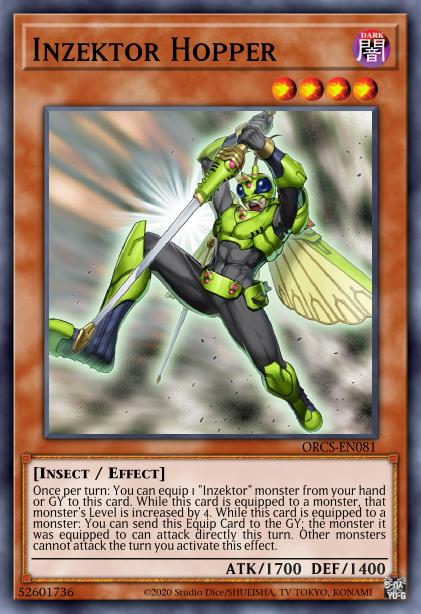 INZEKTOR HOPPER
DARK
闇
ORCS-EN081
[INSECT / EFFECT]
Once per turn: You can equip 1 "Inzektor" monster from your hand
or GY to this card. While this card is equipped to a monster, that
monster's Level is increased by 4. While this card is equipped to a
monster: You can send this Equip Card to the GY; the monster it
was equipped to can attack directly this turn. Other monsters
cannot attack the turn you activate this effect.
ATK/1700 DEF/1400
52601736
©2020 Studio Dice/SHUEISHA, TV TOKYO, KONAMI